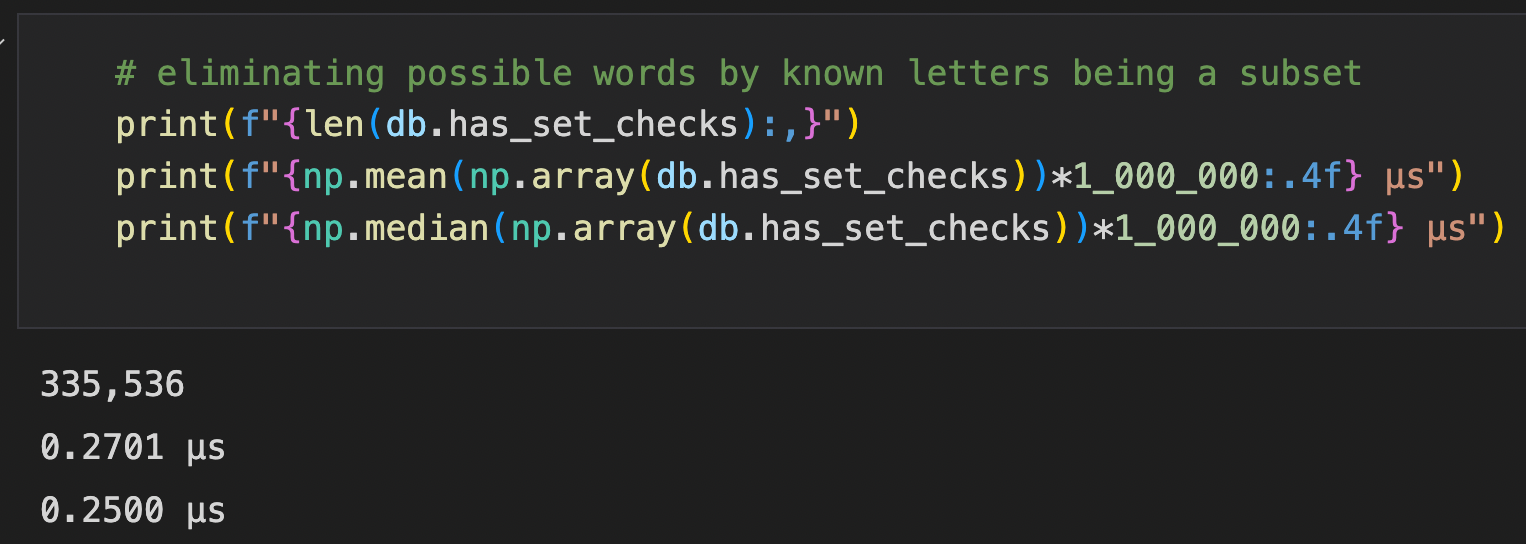 # eliminating possible words by known letters being a subset
print(f"{len(db.has_set_checks):,}")
print(f"{np.mean(np.array(db.has_set_checks))*1_000_000:.4f} µs")
print(f"{np.median(np.array(db.has_set_checks))*1_000_000:.4f} µs")
335,536
0.2701 µs
0.2500 µs